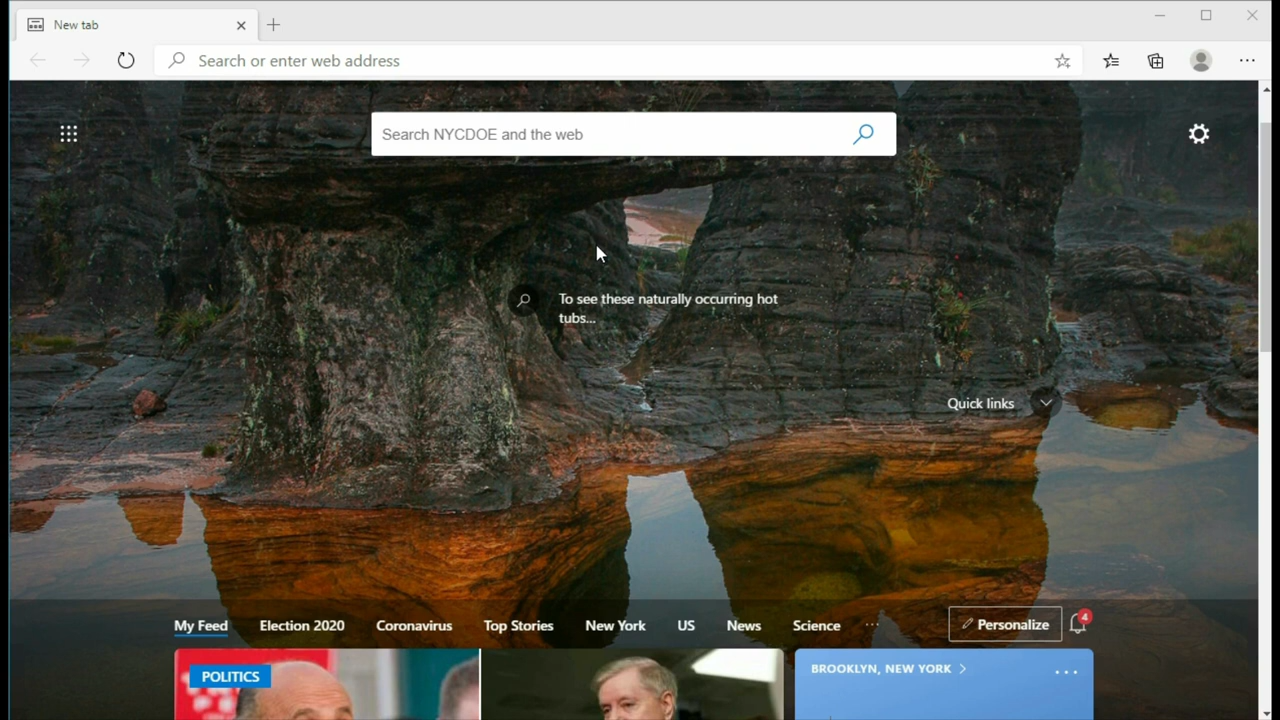 New tab
Search or enter web address
Search NYCDOE and the web
To see these naturally occurring hot
tubs...
Quick links
My Feed Election 2020 Coronavirus Top Stories New York US News Science ... Personalize 4
POLITICS
BROOKLYN, NEW YORK